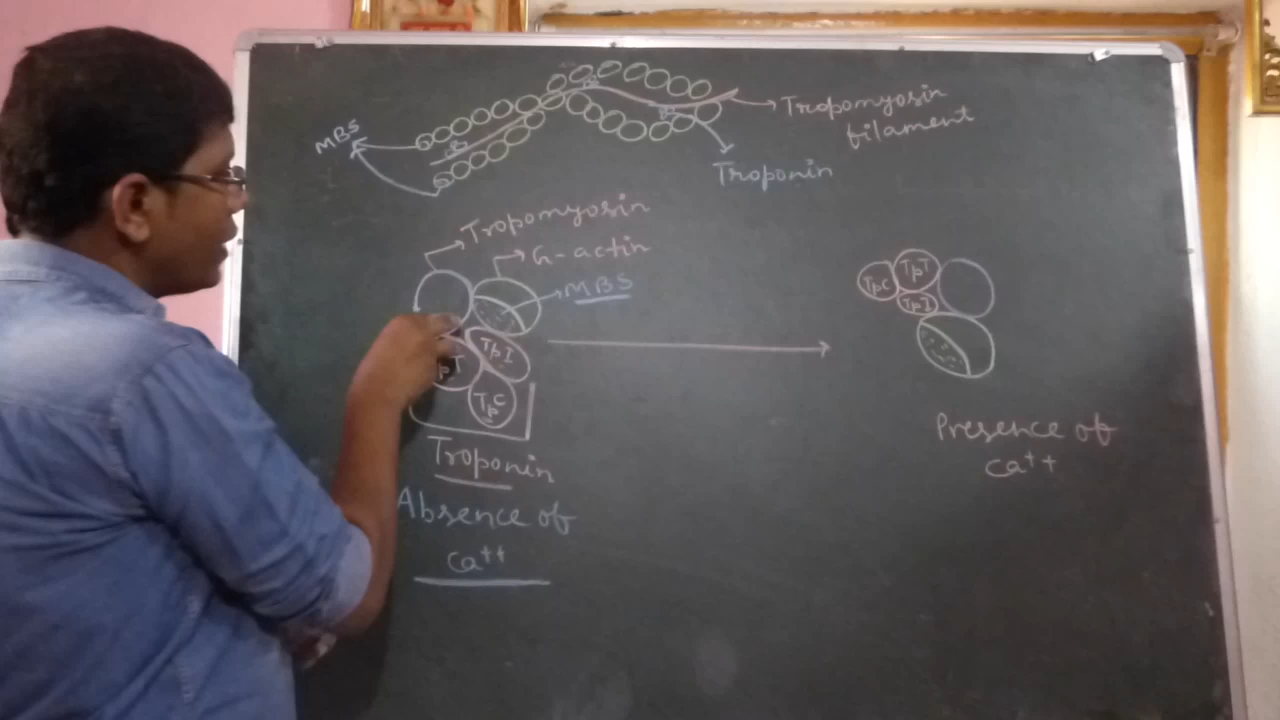 MBS
Tropomyosin
filament
Troponin
Tropomyosin
G-actin
MBS
TpI
TpC
Troponin
Absence of
Ca++
TpC
TpT
TpI
Presence of
Ca++